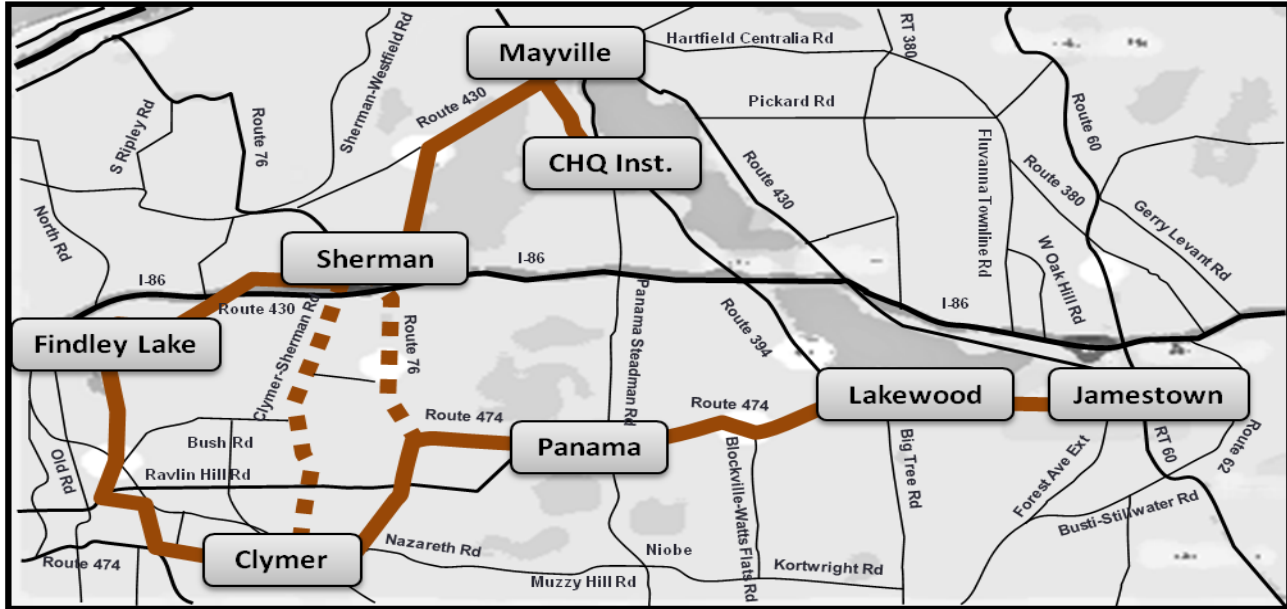 Hartfield Centralia Rd
RT 380
Mayville
Sherman-Westfield Rd
Route 430
Pickard Rd
Route 60
S Ripley Rd
Route 76
CHQ Inst.
Fluvanna Townline Rd
Route 380
Route 430
Gerry Levant Rd
North Rd
Sherman
I-86
I-86
W Oak Hill Rd
I-86
Route 430
Panama Steadman Rd
Route 394
Findley Lake
Clymer-Sherman Rd
Route 76
Lakewood
Jamestown
Route 474
Route 474
Panama
Bush Rd
Ravlin Hill Rd
Old Rd
Blockville-Watts Flats Rd
Big Tree Rd
Forest Ave Ext
RT 60
Route 62
Busti-Stillwater Rd
Clymer
Nazareth Rd
Niobe
Route 474
Muzzy Hill Rd
Kortwright Rd